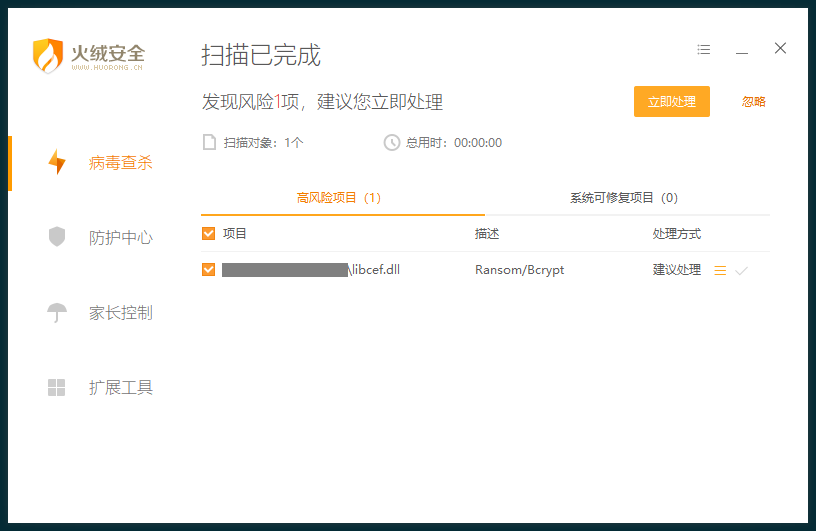 火绒安全
WWW.HUORONG.CN
扫描已完成
发现风险1项，建议您立即处理
立即处理
忽略
扫描对象：1个
总用时：00:00:00
病毒查杀
防护中心
家长控制
扩展工具
高风险项目（1）
系统可修复项目（0）
项目
描述
处理方式
\libcef.dll
Ransom/Bcrypt
建议处理